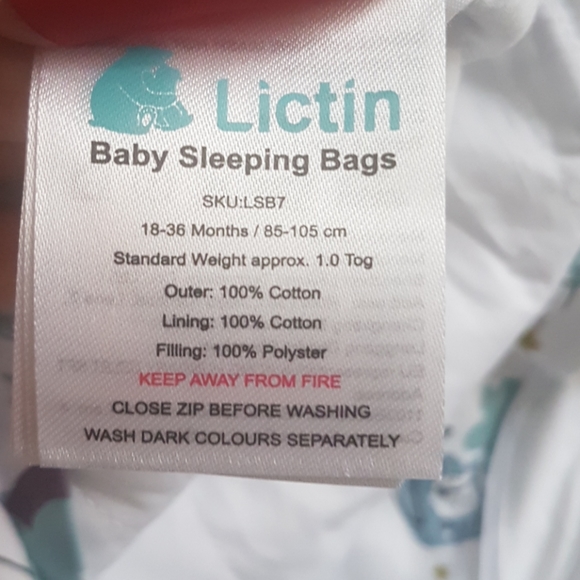 Lictin
Baby Sleeping Bags
SKU:LSB7
18-36 Months / 85-105 cm
Standard Weight approx. 1.0 Tog
Outer: 100% Cotton
Lining: 100% Cotton
Filling: 100% Polyster
KEEP AWAY FROM FIRE
CLOSE ZIP BEFORE WASHING
WASH DARK COLOURS SEPARATELY